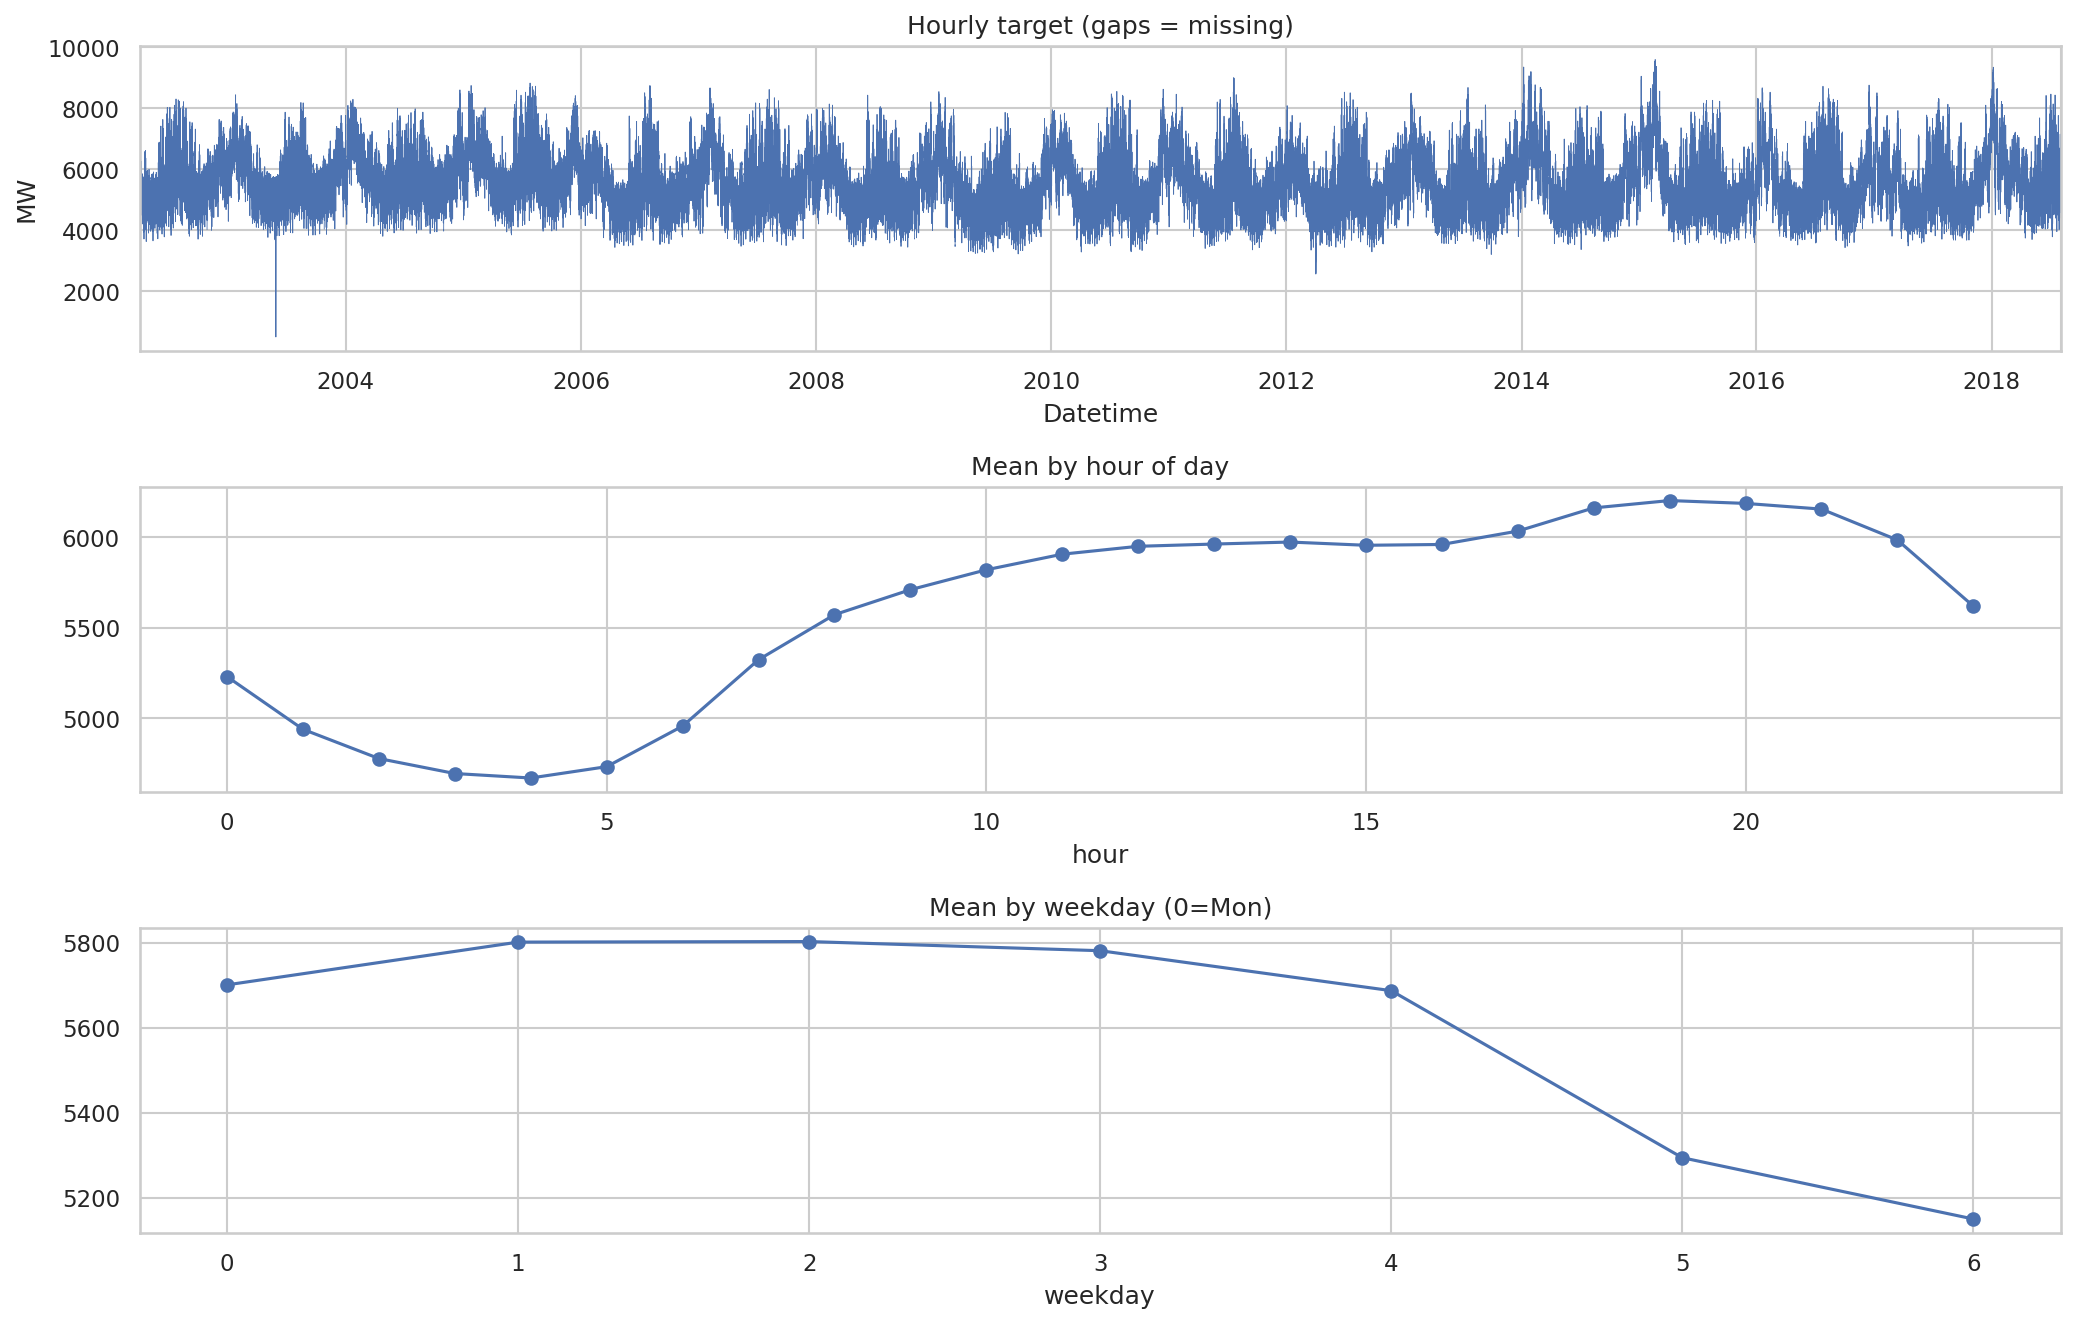 Hourly target (gaps = missing)
10000
8000
6000
4000
2000
MW
2004 2006 2008 2010 2012 2014 2016 2018
Datetime
Mean by hour of day
6000
5500
5000
0 5 10 15 20
hour
Mean by weekday (0=Mon)
5800
5600
5400
5200
0 1 2 3 4 5 6
weekday